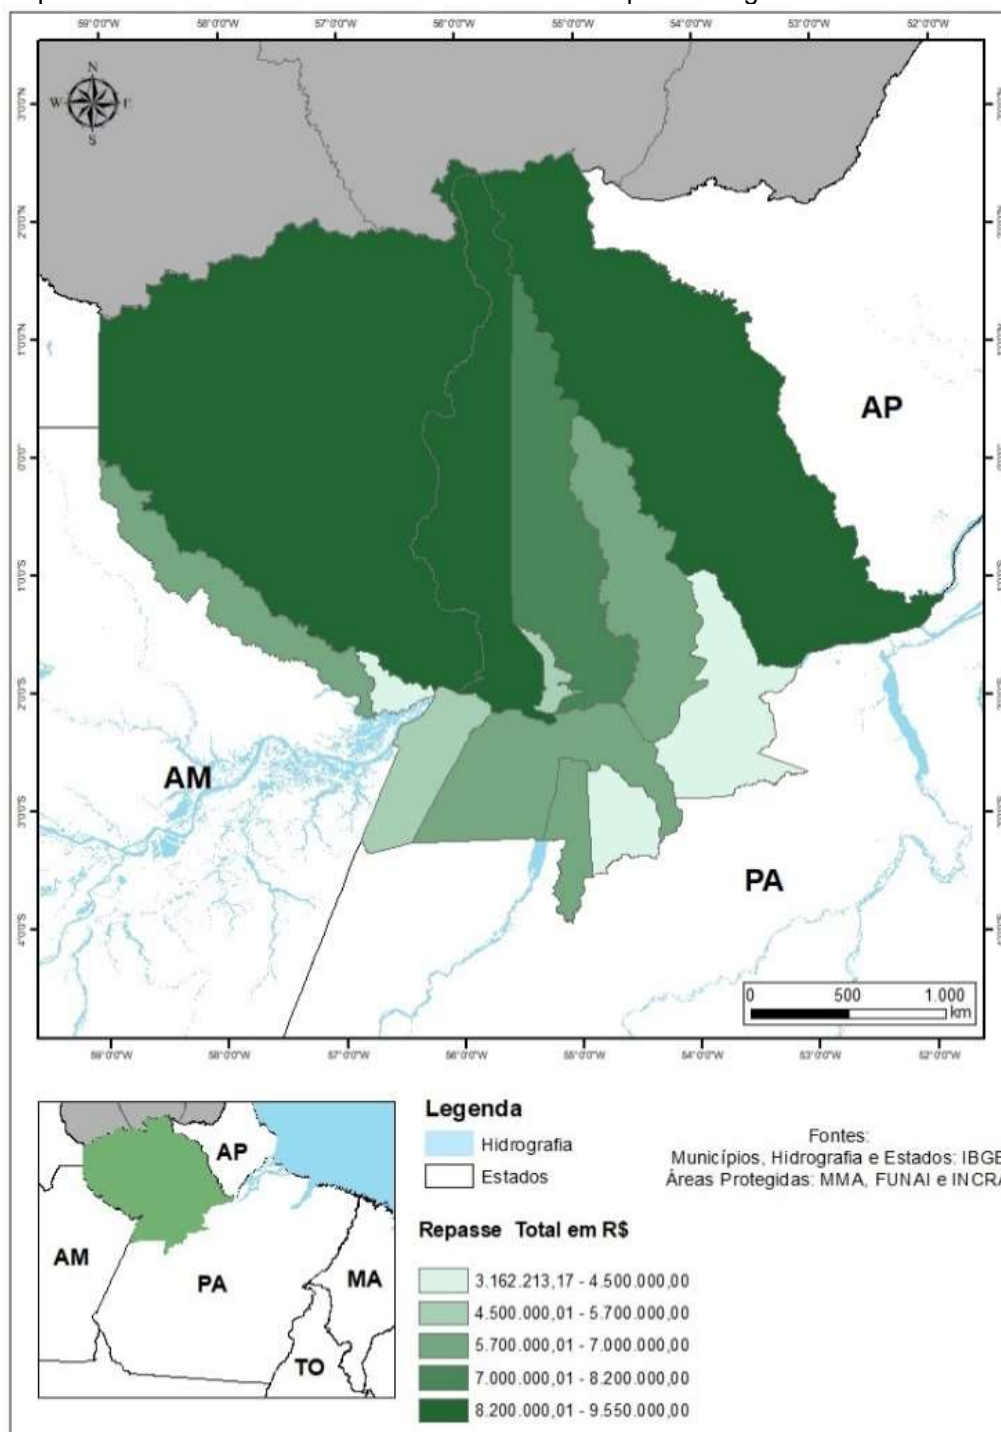 59°0'0"W 58°0'0"W 57°0'0"W 56°0'0"W 55°0'0"W 54°0'0"W 53°0'0"W 52°0'0"W
N
W E
S
3°0'0"N
2°0'0"N
1°0'0"N
0°0'0"
1°0'0"S
2°0'0"S
3°0'0"S
4°0'0"S
AP
AM
PA
0 500 1.000
km
59°0'0"W 58°0'0"W 57°0'0"W 56°0'0"W 55°0'0"W 54°0'0"W 53°0'0"W 52°0'0"W
AP
AM
PA
MA
TO
Legenda
Hidrografia
Estados
Fontes:
Municípios, Hidrografia e Estados: IBGE
Áreas Protegidas: MMA, FUNAI e INCRA
Repasse Total em R$
3.162.213,17 - 4.500.000,00
4.500.000,01 - 5.700.000,00
5.700.000,01 - 7.000.000,00
7.000.000,01 - 8.200.000,00
8.200.000,01 - 9.550.000,00